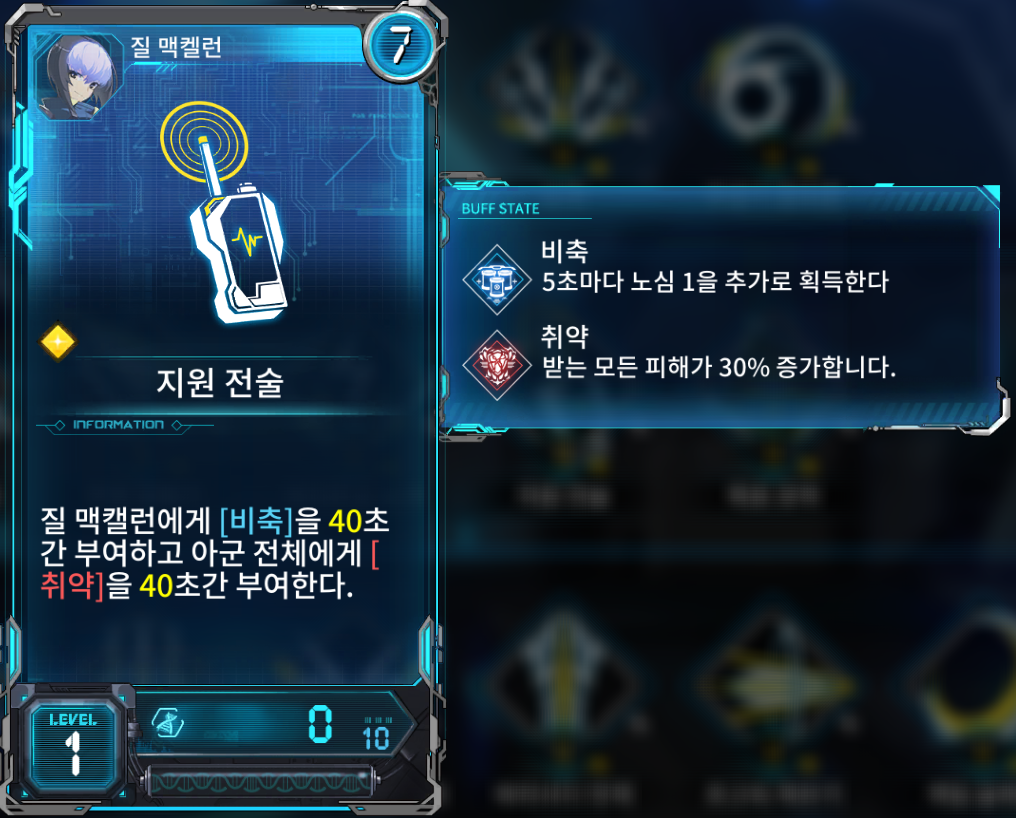 질 맥켈런
7
지원 전술
INFORMATION
질 맥캘런에게 [비축]을 40초
간 부여하고 아군 전체에게 [
취약]을 40초간 부여한다.
LEVEL
1
0
10
BUFF STATE
비축
5초마다 노심 1을 추가로 획득한다
취약
받는 모든 피해가 30% 증가합니다.